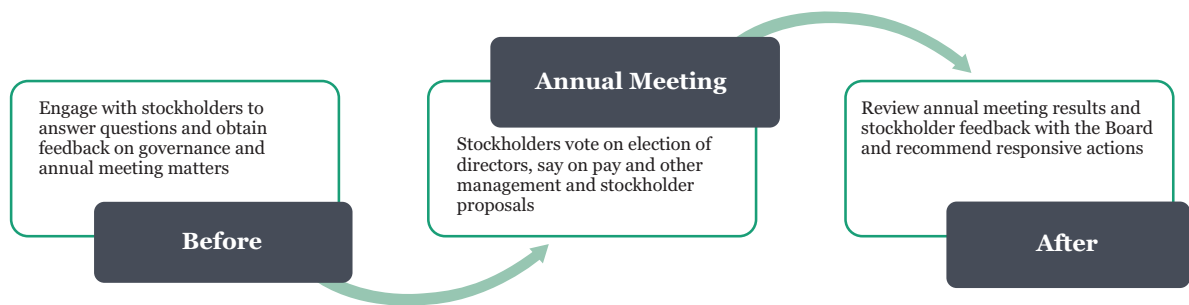 Engage with stockholders to
answer questions and obtain
feedback on governance and
annual meeting matters
Before
Annual Meeting
Stockholders vote on election of
directors, say on pay and other
management and stockholder
proposals
Review annual meeting results and
stockholder feedback with the Board
and recommend responsive actions
After